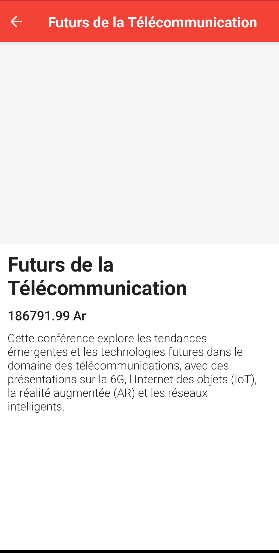 Futurs de la Télécommunication
Futurs de la
Télécommunication
186791.99 Ar
Cette conférence explore les tendances
émergentes et les technologies futures dans le
domaine des télécommunications, avec des
présentations sur la 6G, l'Internet des objets (IoT),
la réalité augmentée (AR) et les réseaux
intelligents.